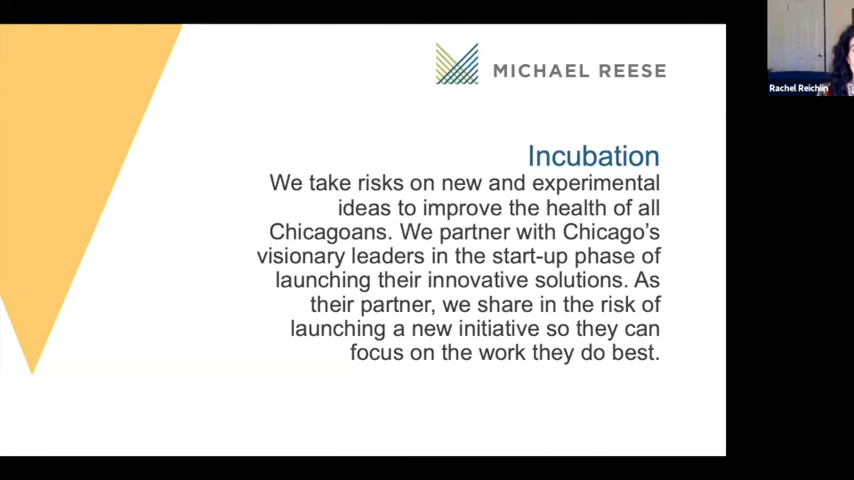 MICHAEL REESE
Rachel Reichlin
Incubation
We take risks on new and experimental
ideas to improve the health of all
Chicagoans. We partner with Chicago's
visionary leaders in the start-up phase of
launching their innovative solutions. As
their partner, we share in the risk of
launching a new initiative so they can
focus on the work they do best.